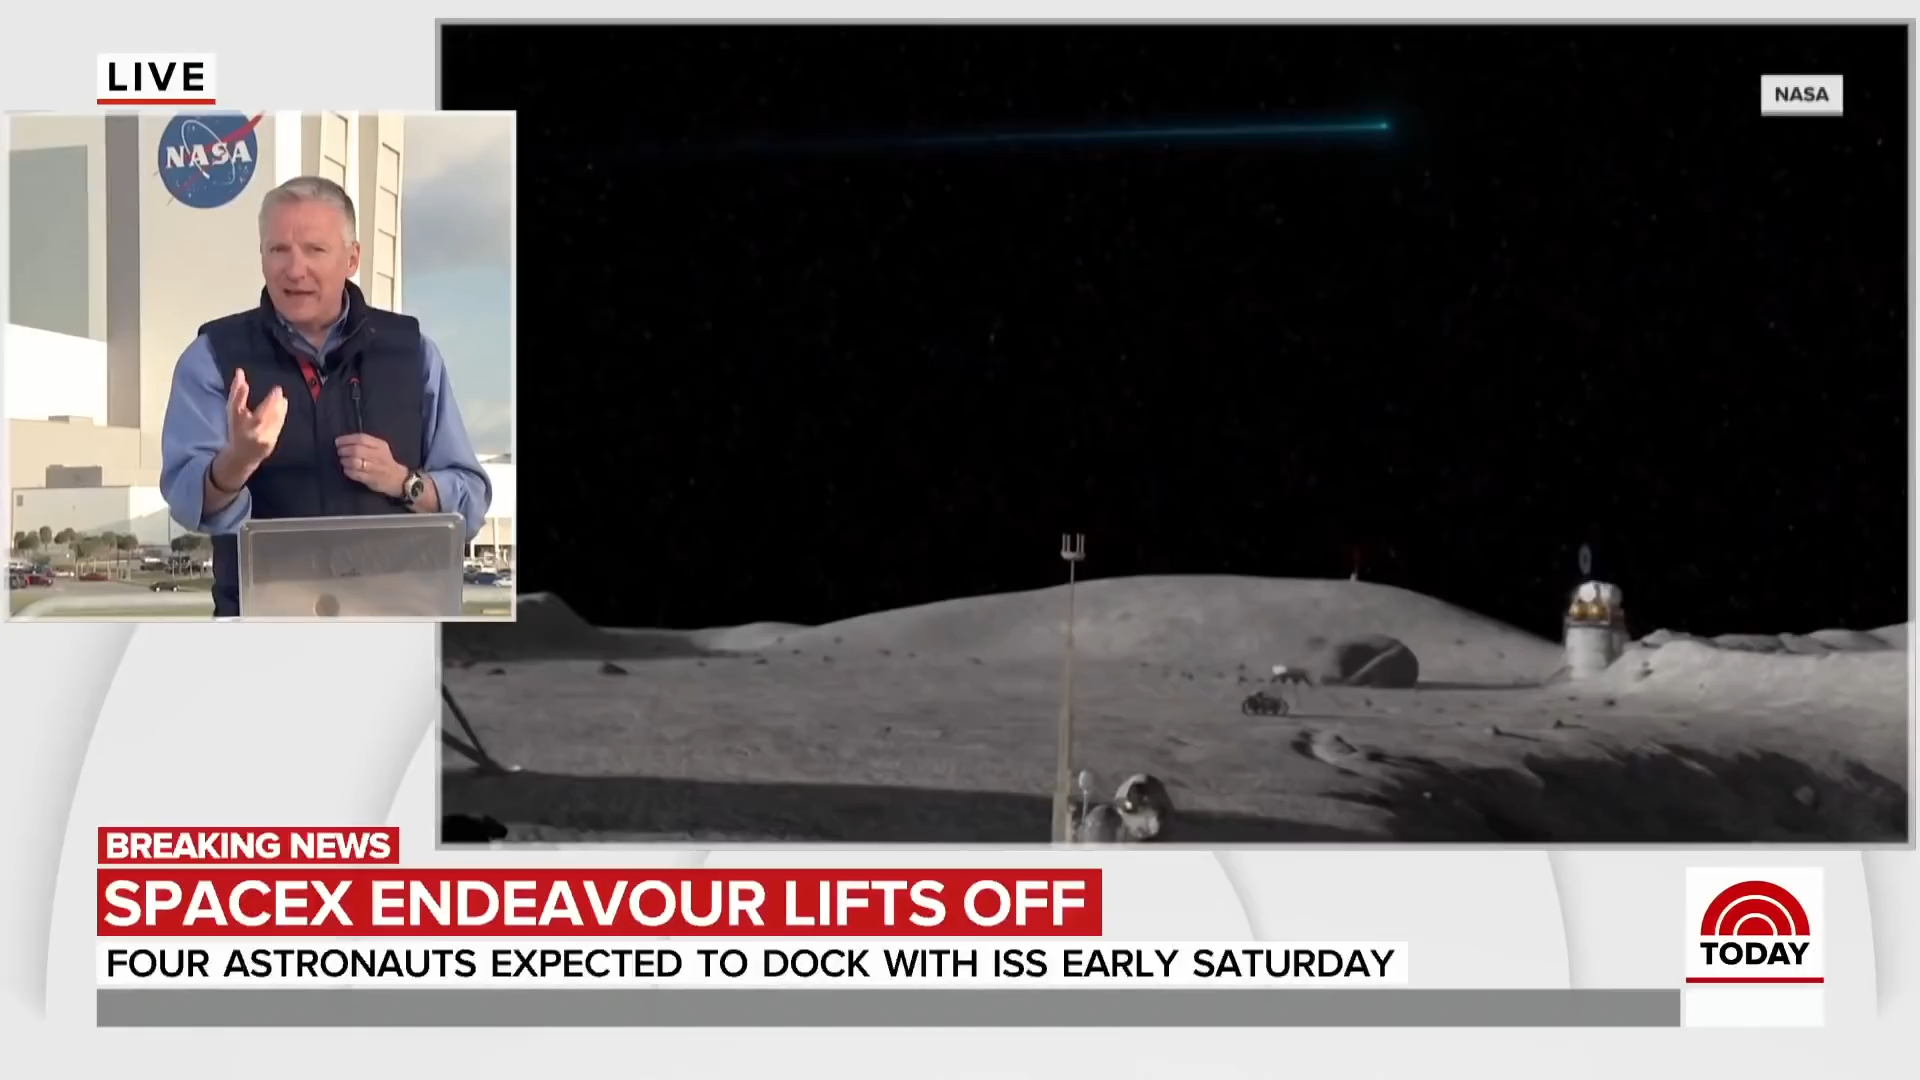 LIVE
NASA
NASA
BREAKING NEWS
SPACEX ENDEAVOUR LIFTS OFF
FOUR ASTRONAUTS EXPECTED TO DOCK WITH ISS EARLY SATURDAY
TODAY